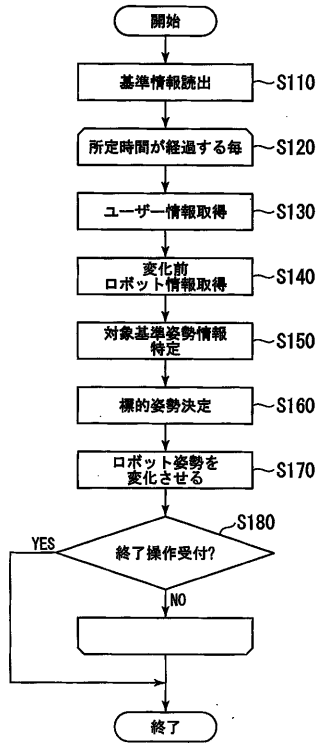 開始
基準情報読出
S110
所定時間が経過する毎
S120
ユーザー情報取得
S130
変化前
ロボット情報取得
S140
対象基準姿勢情報
特定
S150
標的姿勢決定
S160
ロボット姿勢を
変化させる
S170
S180
YES
終了操作受付?
NO
終了